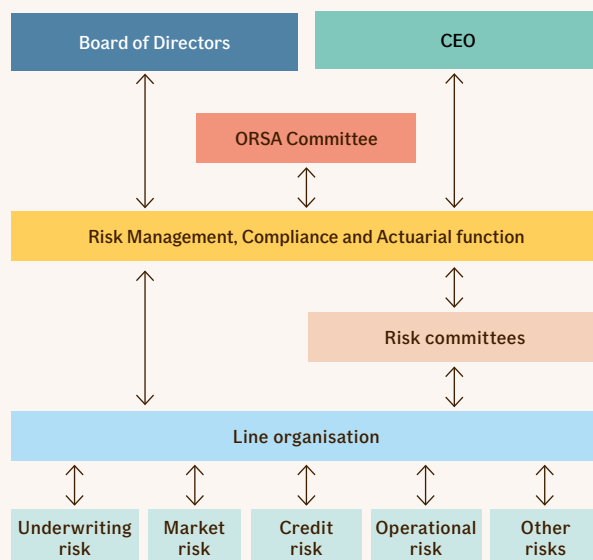 Board of Directors
CEO
ORSA Committee
Risk Management, Compliance and Actuarial function
Risk committees
Line organisation
Underwriting
risk
Market
risk
Credit
risk
Operational
risk
Other
risks